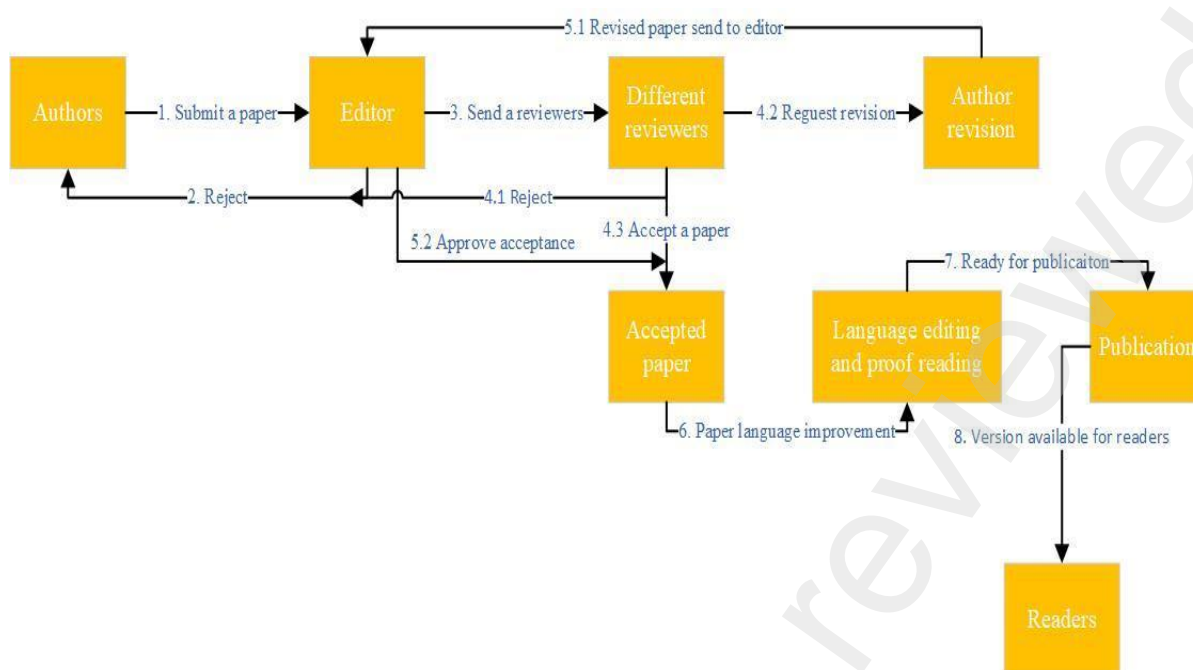 5.1 Revised paper send to editor
Authors
1. Submit a paper
Editor
3. Send a reviewers
Different
reviewers
4.2 Reguest revision
Author
revision
2. Reject
4.1 Reject
4.3 Accept a paper
5.2 Approve acceptance
7. Ready for publicaiton
Accepted
paper
Language editing
and proof reading
Publication
6. Paper language improvement
8. Version available for readers
Readers
reviewed